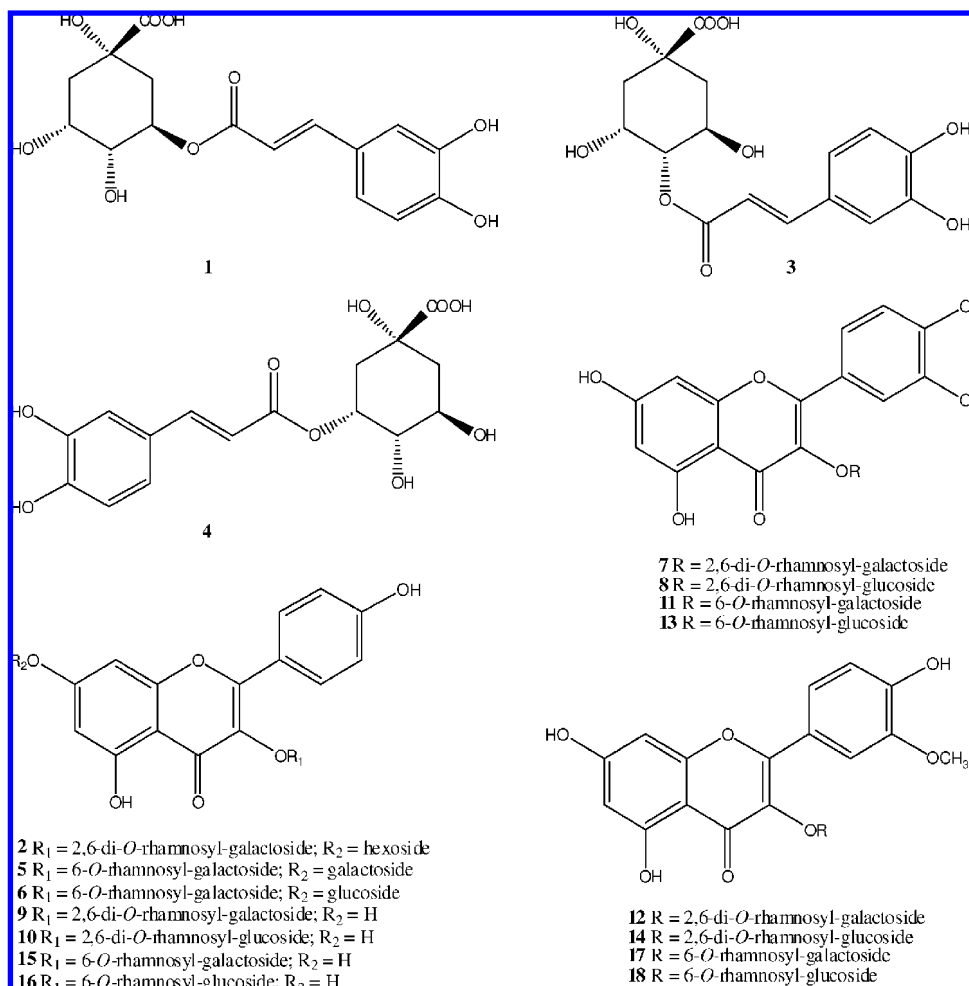 HO COOH
O
OH
HO
O
OH
OH
1
HO COOH
OH
HO
OH
O
OH
O
3
HO COOH
O
HO
O
OH
OH
HO
4
O
HO
O
O
OR
OH
O
7 R = 2,6-di-O-rhamnosyl-galactoside
8 R = 2,6-di-O-rhamnosyl-glucoside
11 R = 6-O-rhamnosyl-galactoside
13 R = 6-O-rhamnosyl-glucoside
OH
R2O
O
OR1
OH
O
2 R1 = 2,6-di-O-rhamnosyl-galactoside; R2 = hexoside
5 R1 = 6-O-rhamnosyl-galactoside; R2 = galactoside
6 R1 = 6-O-rhamnosyl-galactoside; R2 = glucoside
9 R1 = 2,6-di-O-rhamnosyl-galactoside; R2 = H
10 R1 = 2,6-di-O-rhamnosyl-glucoside; R2 = H
15 R1 = 6-O-rhamnosyl-galactoside; R2 = H
16 R1 = 6-O-rhamnosyl-glucoside; R2 = H
OH
HO
O
OCH3
OR
OH
O
12 R = 2,6-di-O-rhamnosyl-galactoside
14 R = 2,6-di-O-rhamnosyl-glucoside
17 R = 6-O-rhamnosyl-galactoside
18 R = 6-O-rhamnosyl-glucoside